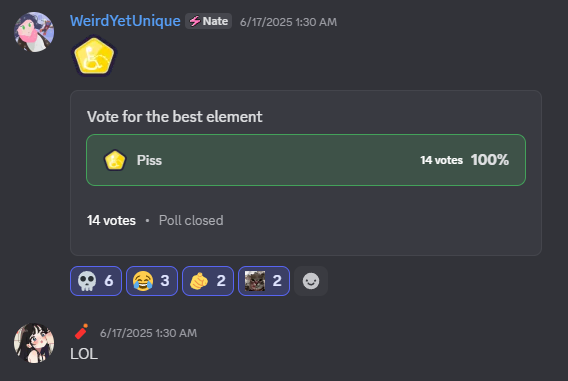 WeirdYetUnique Nate 6/17/2025 1:30 AM
Vote for the best element
Piss 14 votes 100%
14 votes • Poll closed
6 3 2 2
6/17/2025 1:30 AM
LOL